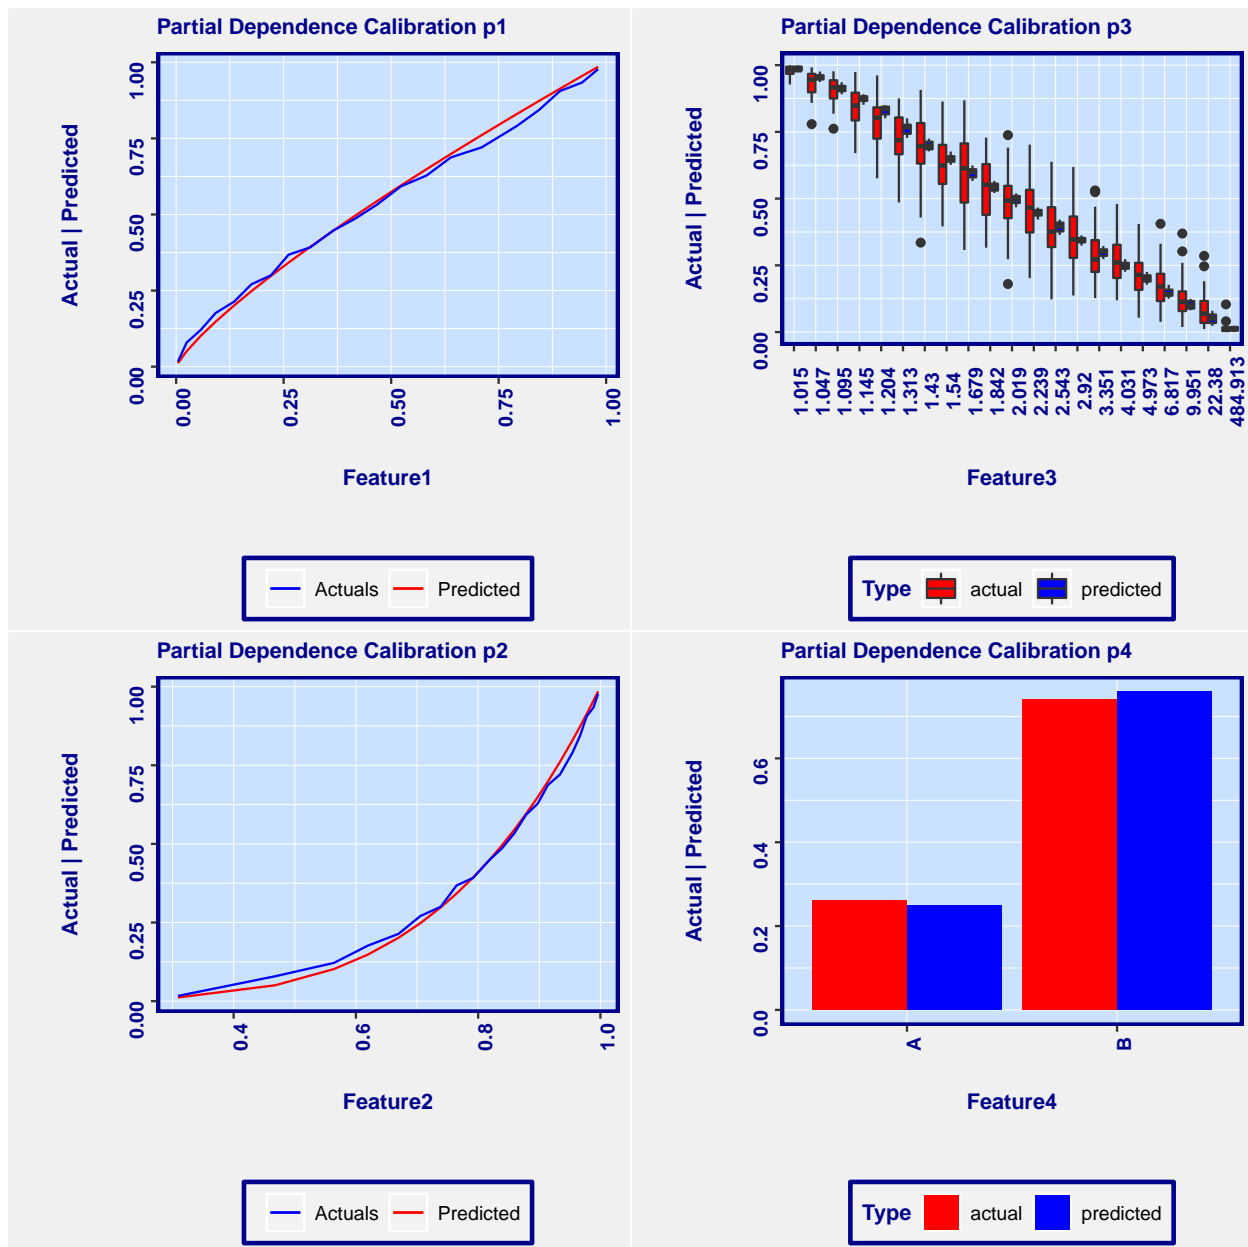 Partial Dependence Calibration p1
Actual | Predicted
1.00
0.75
0.50
0.25
0.00
0.00
0.25
0.50
0.75
1.00
Feature1
Actuals
Predicted
Partial Dependence Calibration p3
Actual | Predicted
1.00
0.75
0.50
0.25
0.00
1.015
1.047
1.095
1.145
1.204
1.313
1.43
1.54
1.679
1.842
2.019
2.239
2.543
2.92
3.351
4.031
4.973
6.817
9.951
22.38
484.913
Feature3
Type
actual
predicted
Partial Dependence Calibration p2
Actual | Predicted
1.00
0.75
0.50
0.25
0.00
0.4
0.6
0.8
1.0
Feature2
Actuals
Predicted
Partial Dependence Calibration p4
Actual | Predicted
0.6
0.4
0.2
0.0
A
B
Feature4
Type
actual
predicted